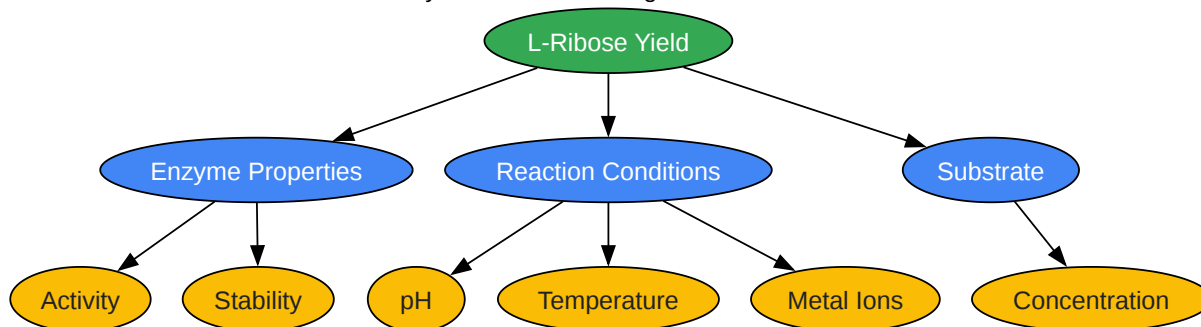 L-Ribose Yield
Enzyme Properties
Reaction Conditions
Substrate
Activity
Stability
pH
Temperature
Metal Ions
Concentration